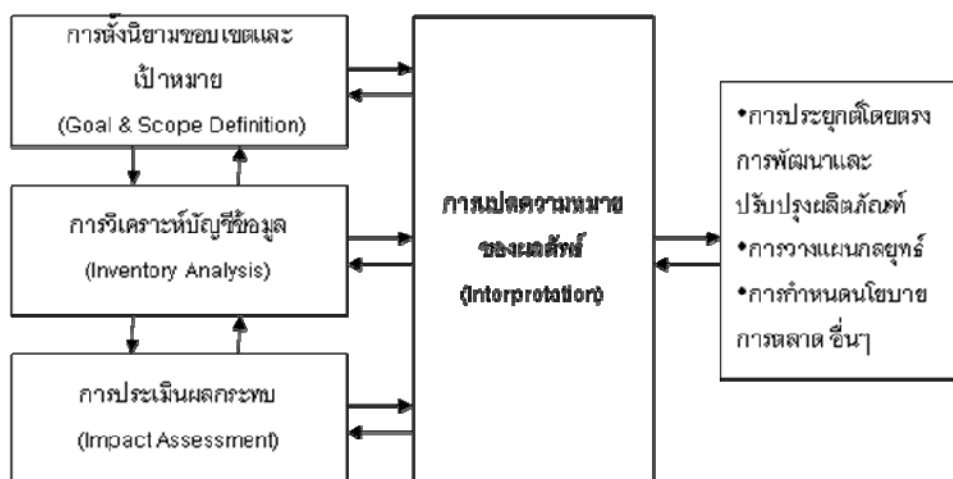 การตั้งนิยามขอบเขตและ
เป้าหมาย
(Goal & Scope Definition)
การวิเคราะห์บัญชีข้อมูล
(Inventory Analysis)
การประเมินผลกระทบ
(Impact Assessment)
การแปลความหมาย
ของผลลัพธ์
(Interpretation)
•การประยุกต์โดยตรง
การพัฒนาและ
ปรับปรุงผลิตภัณฑ์
•การวางแผนกลยุทธ์
•การกำหนดนโยบาย
การตลาด อื่นๆ